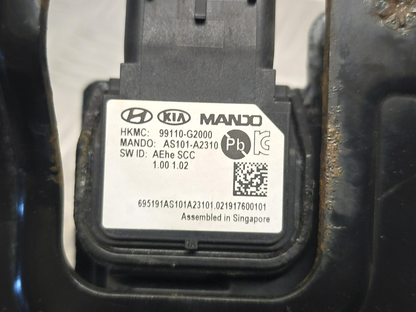 KIA MANDO
HKMC: 99110-G2000
MANDO: AS101-A2310
SW ID: AEhe SCC
1.00 1.02
Pb
695191AS101A23101.021917600101
Assembled in Singapore